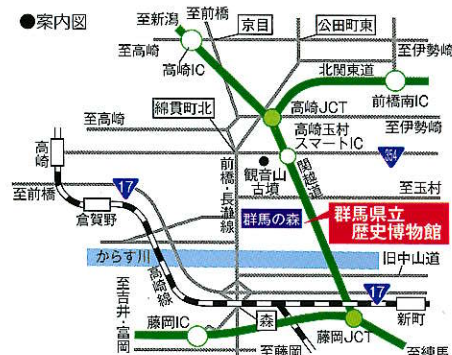 ●案内図
至新潟
至前橋
京目
公田町東
至高崎
至伊勢崎
高崎IC
北関東道
前橋南IC
綿貫町北
高崎JCT
至高崎
至伊勢崎
高崎玉村
スマートIC
高崎
354
観音山
古墳
関越道
前橋・長瀞線
17
至前橋
至玉村
倉賀野
群馬の森
群馬県立
歴史博物館
からす川
高崎線
旧中山道
17
至吉井・富岡
新町
森
藤岡IC
藤岡JCT
至藤岡
至練馬